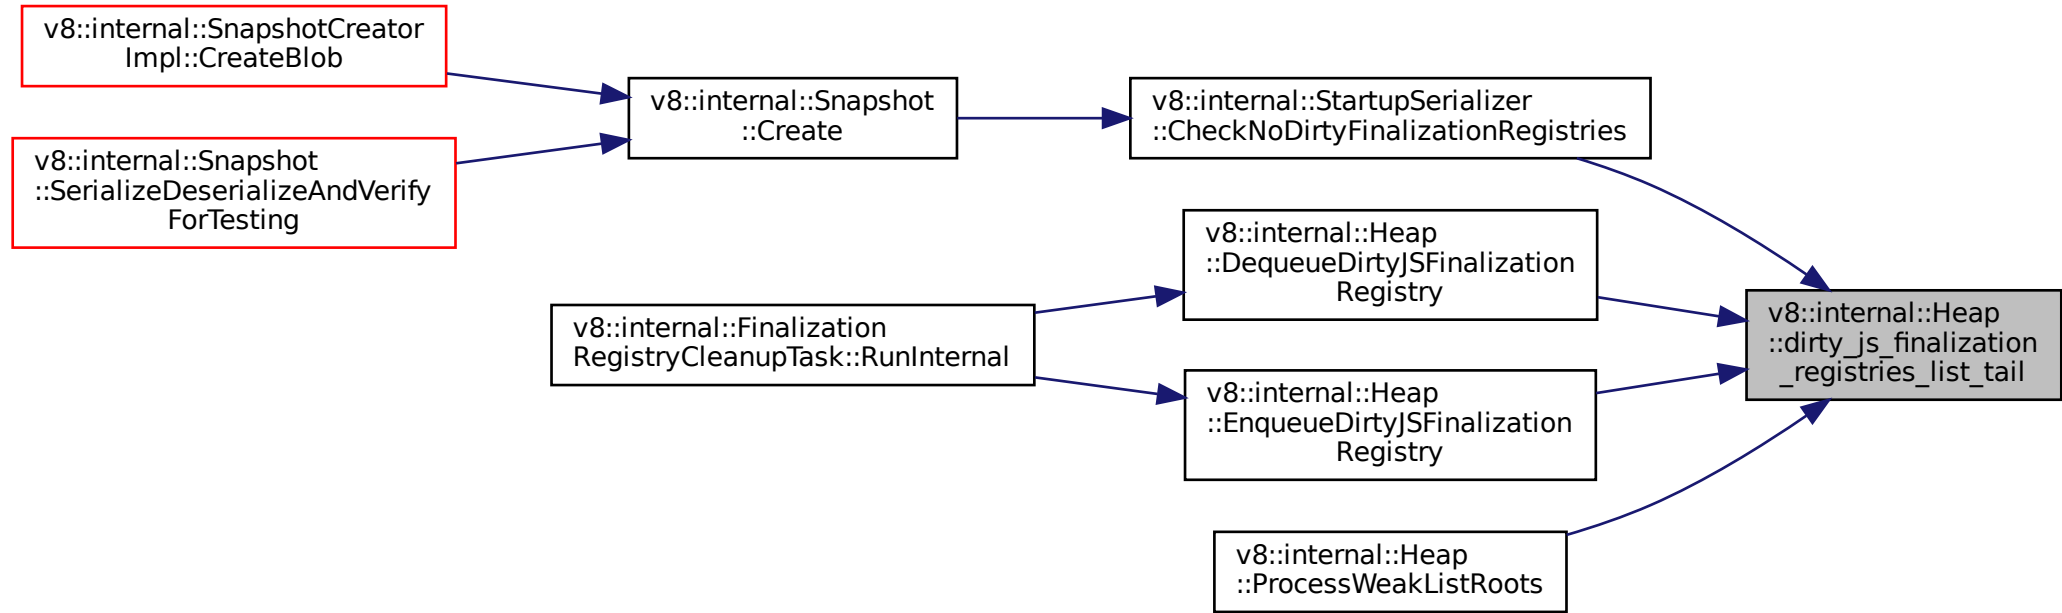 v8::internal::SnapshotCreator
Impl::CreateBlob
v8::internal::Snapshot
::SerializeDeserializeAndVerify
ForTesting
v8::internal::Snapshot
::Create
v8::internal::Finalization
RegistryCleanupTask::RunInternal
v8::internal::StartupSerializer
::CheckNoDirtyFinalizationRegistries
v8::internal::Heap
::DequeueDirtyJSFinalization
Registry
v8::internal::Heap
::EnqueueDirtyJSFinalization
Registry
v8::internal::Heap
::ProcessWeakListRoots
v8::internal::Heap
::dirty_js_finalization
_registries_list_tail